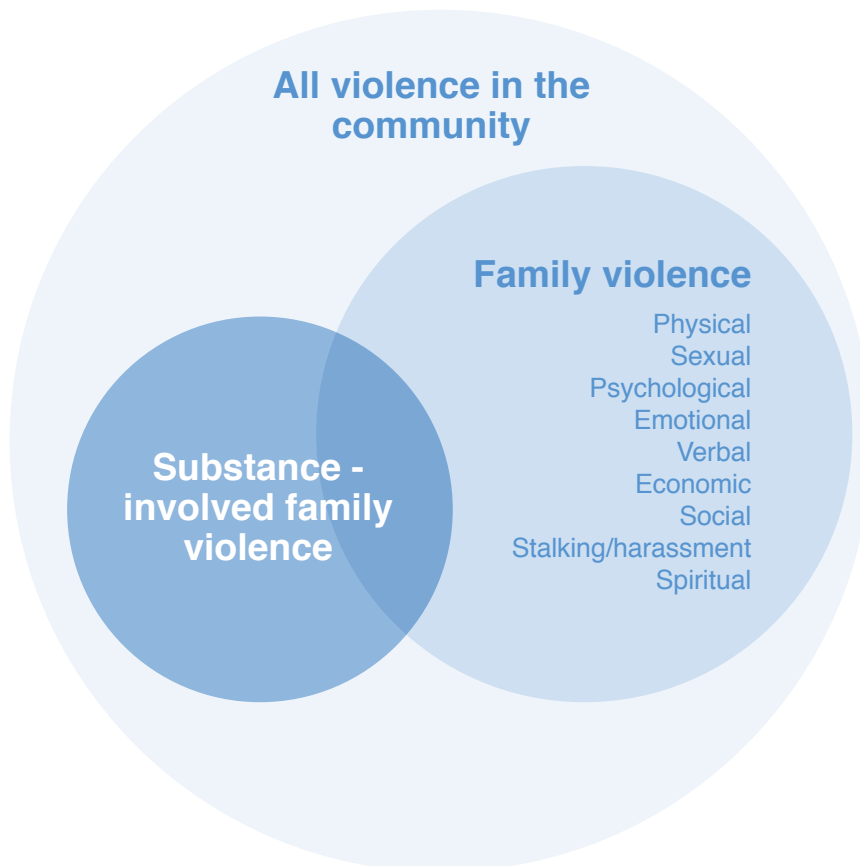 All violence in the
community
Family violence
Physical
Sexual
Psychological
Emotional
Verbal
Economic
Social
Stalking/harassment
Spiritual
Substance -
involved family
violence